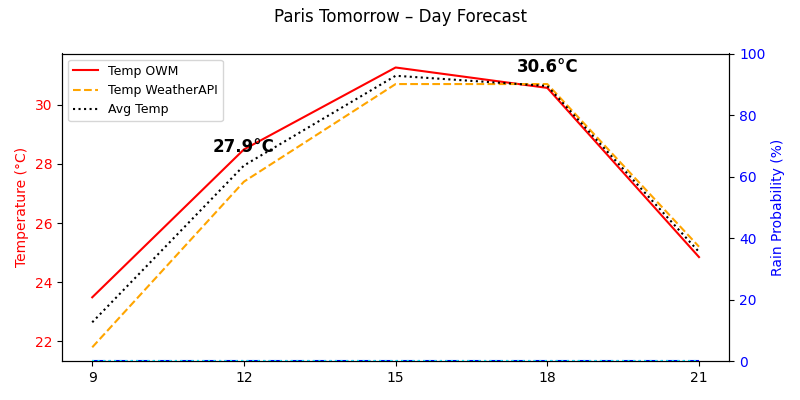 Paris Tomorrow – Day Forecast
Temp OWM
Temp WeatherAPI
Avg Temp
27.9°C
30.6°C
Temperature (°C)
30
28
26
24
22
Rain Probability (%)
100
80
60
40
20
0
9
12
15
18
21